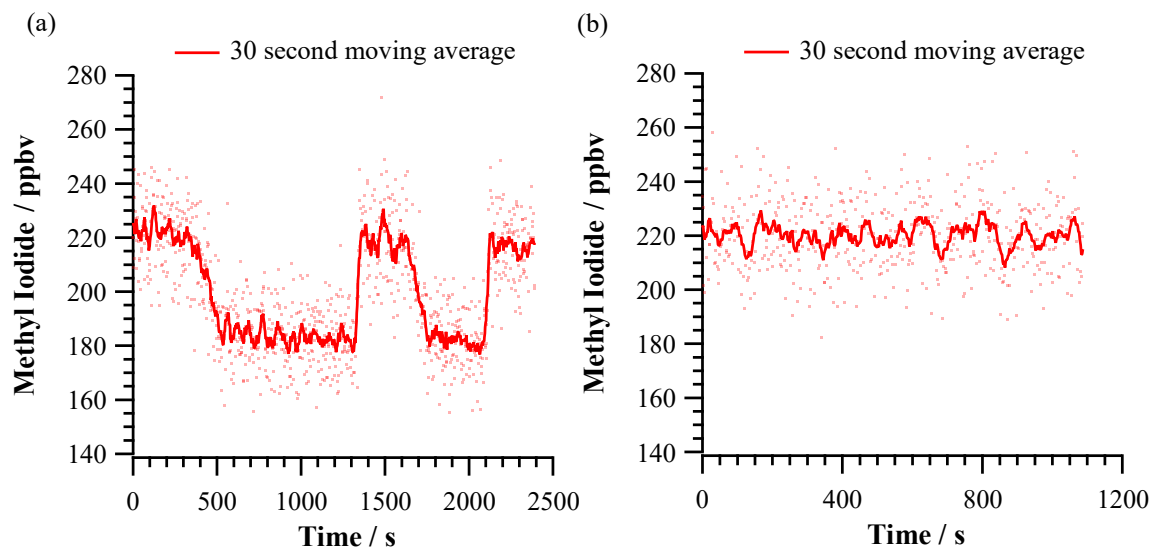 (a)
30 second moving average
280
260
240
220
200
180
160
140
Methyl Iodide / ppbv
0 500 1000 1500 2000 2500
Time / s
(b)
30 second moving average
280
260
240
220
200
180
160
140
Methyl Iodide / ppbv
0 400 800 1200
Time / s